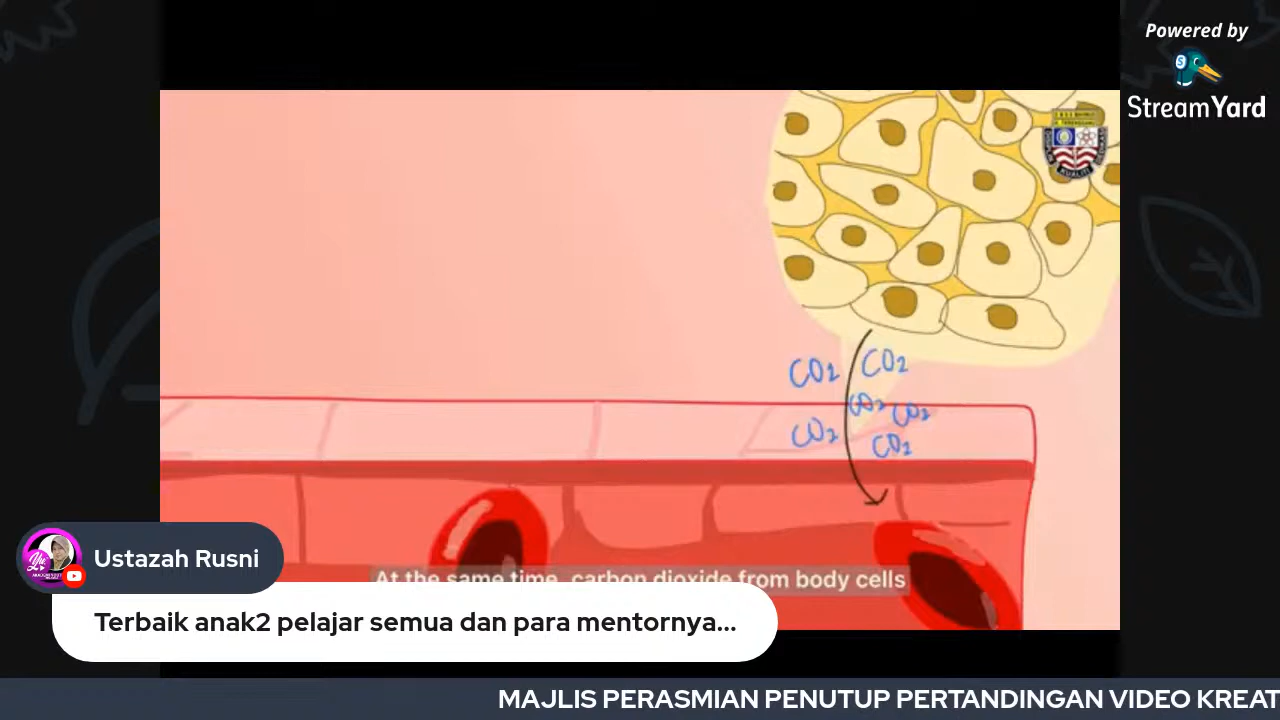 Powered by
StreamYard
KUALITI
CO2 CO2
CO2 CO2
CO2 CO2
At the same time, carbon dioxide from body cells
Ustazah Rusni
Terbaik anak2 pelajar semua dan para mentornya...
MAJLIS PERASMIAN PENUTUP PERTANDINGAN VIDEO KREAT